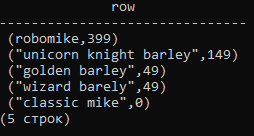 row
-----------------------------
(robomike,399)
("unicorn knight barley",149)
("golden barley",49)
("wizard barely",49)
("classic mike",0)
(5 строк)